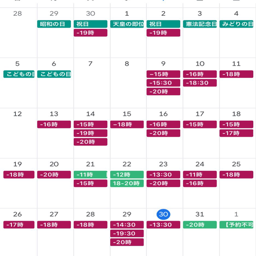 28 29 30 1 2 3 4
昭和の日 祝日 天皇の即位 祝日 憲法記念日 みどりの日
-19時 -19時
5 6 7 8 9 10 11
こどもの日 こどもの日 -15時 -16時 -18時
-15:30 -18:30
-20時
12 13 14 15 16 17 18
-16時 -15時 -18時 -16時 -15時 -15時
-19時 -17時
-20時
19 20 21 22 23 24 25
-18時 -20時 -11時 -12時 -13:30 -11時 -18時
-15時 18-20時 -20時 -16時
26 27 28 29 30 31 1
-17時 -18時 -18時 -14:30 -13:30 -20時 【予約不可
-19:30
-20時